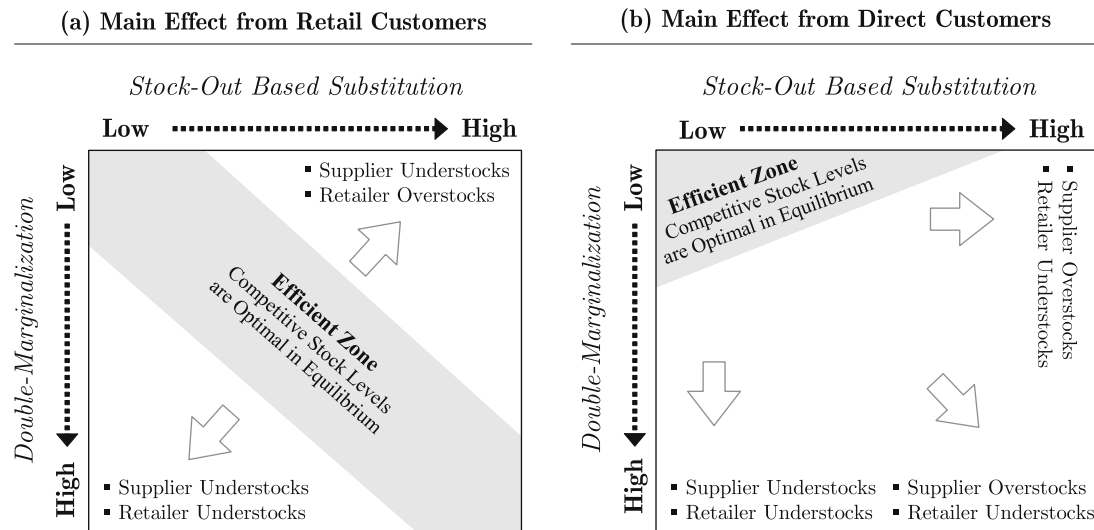 (a) Main Effect from Retail Customers
Stock-Out Based Substitution
Low
High
Double-Marginalization
Low
High
▪ Supplier Understocks
▪ Retailer Overstocks
Efficient Zone
Competitive Stock Levels
are Optimal in Equilibrium
▪ Supplier Understocks
▪ Retailer Understocks
(b) Main Effect from Direct Customers
Stock-Out Based Substitution
Low
High
Double-Marginalization
Low
High
Efficient Zone
Competitive Stock Levels
are Optimal in Equilibrium
▪ Supplier Overstocks
▪ Retailer Understocks
▪ Supplier Understocks
▪ Retailer Understocks
▪ Supplier Overstocks
▪ Retailer Understocks